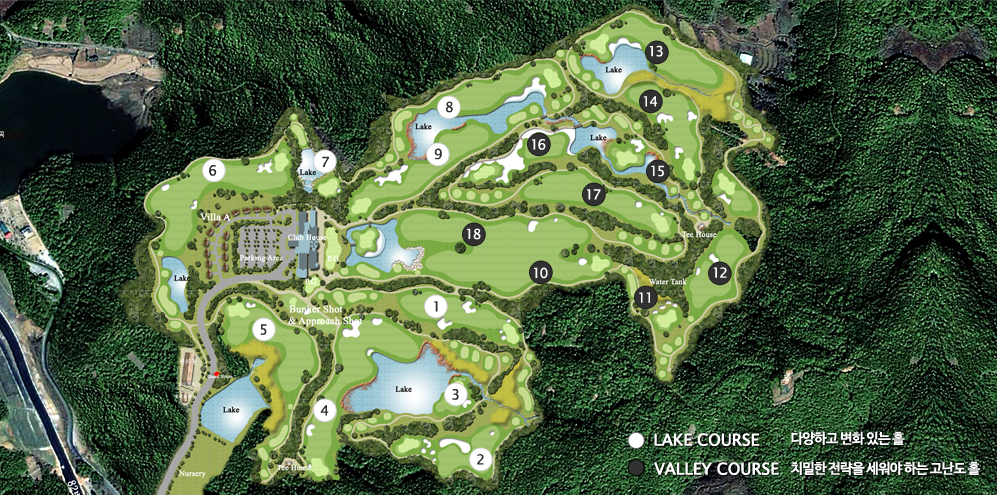 13
Lake
14
8
Lake
9
16
Lake
15
6
7
Lake
17
Villa A
18
Tee House
Club House
Parking Area
P.G
10
12
Lake
Water Tank
11
1
Bunker Shot
& Approach Shot
5
Lake
3
Lake
4
2
LAKE COURSE 다양하고 변화 있는 홀
VALLEY COURSE 치밀한 전략을 세워야 하는 고난도 홀
Tee House
Nursery